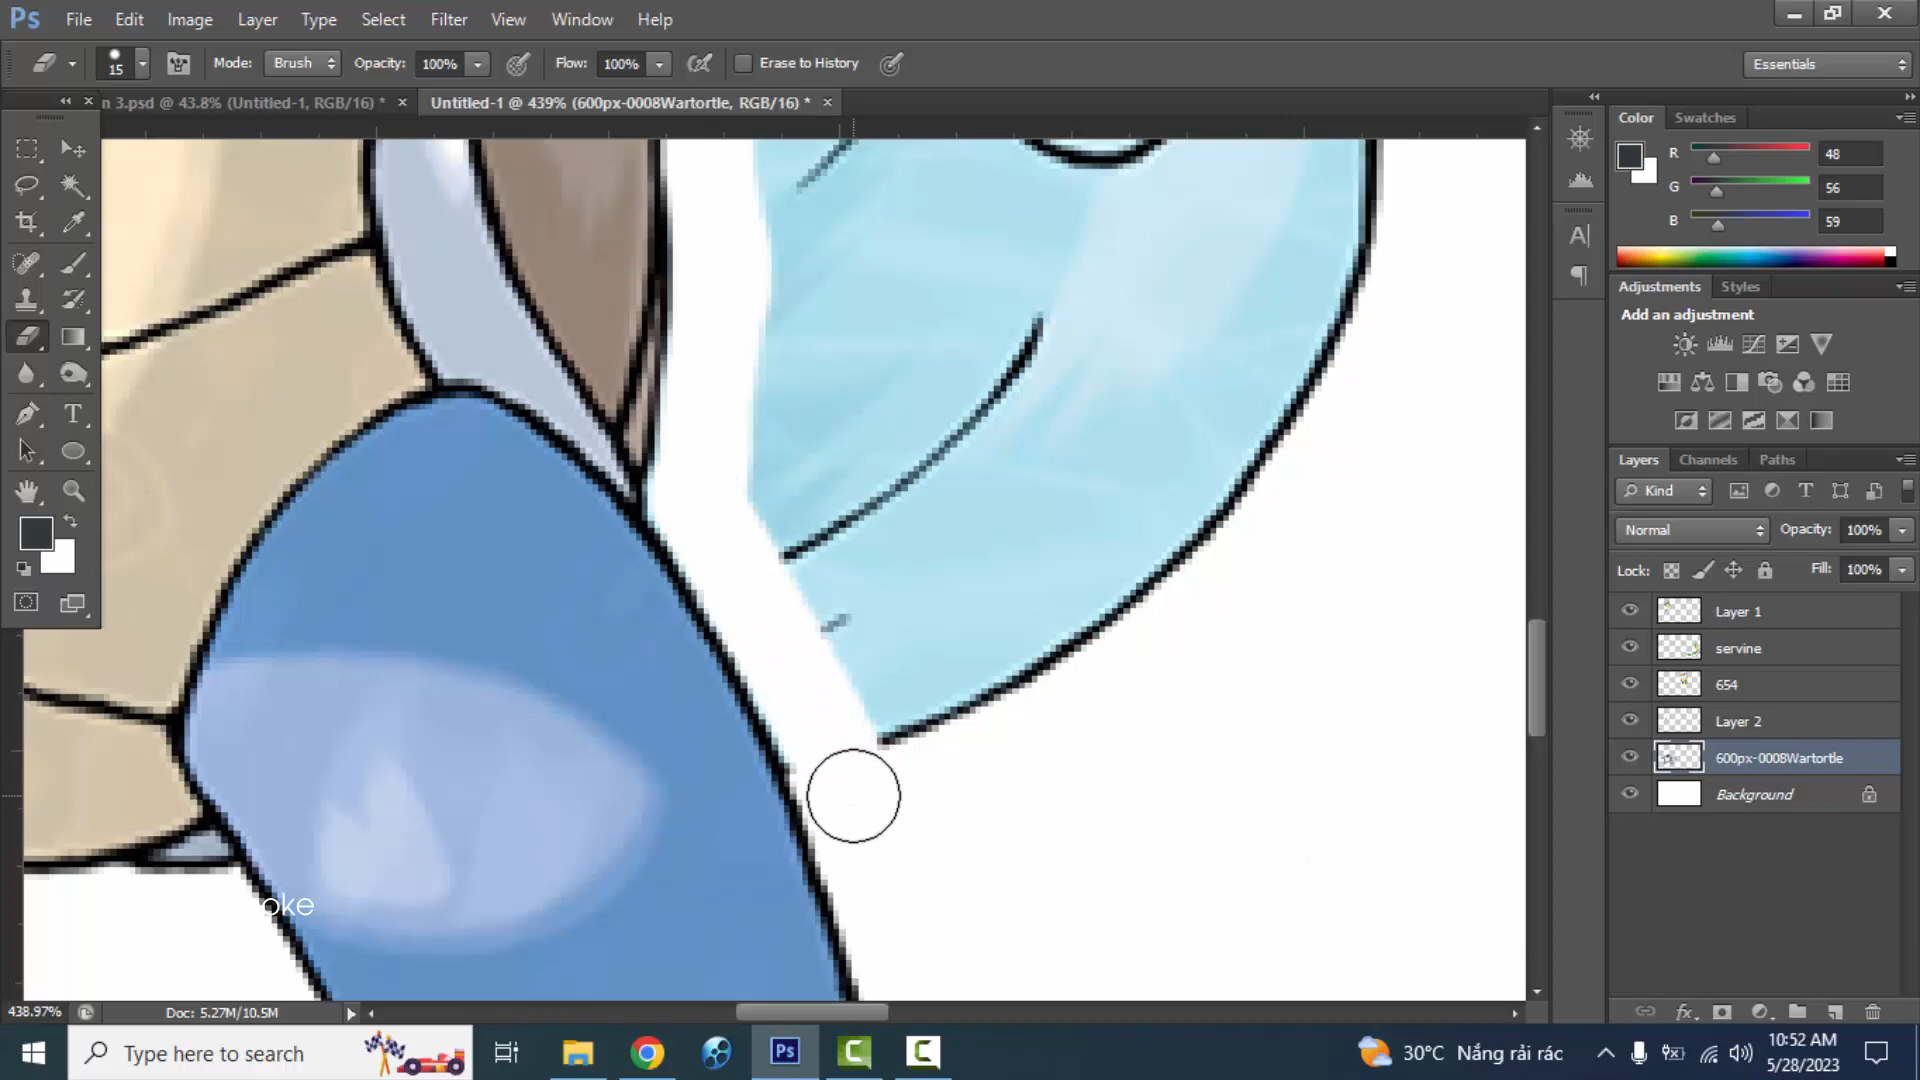 Ps File Edit Image Layer Type Select Filter View Window Help
15 Mode: Brush Opacity: 100% Flow: 100% Erase to History Essentials
n 3.psd @ 43.8% (Untitled-1, RGB/16) * × Untitled-1 @ 439% (600px-0008Wartortle, RGB/16) * ×
Color Swatches
R 48
G 56
B 59
Adjustments Styles
Add an adjustment
Layers Channels Paths
Kind
Normal Opacity: 100%
Lock: Fill: 100%
Layer 1
servine
654
Layer 2
600px-0008Wartortle
Background
oke
438.97% Doc: 5.27M/10.5M
Type here to search
30°C Nắng rải rác
10:52 AM
5/28/2023